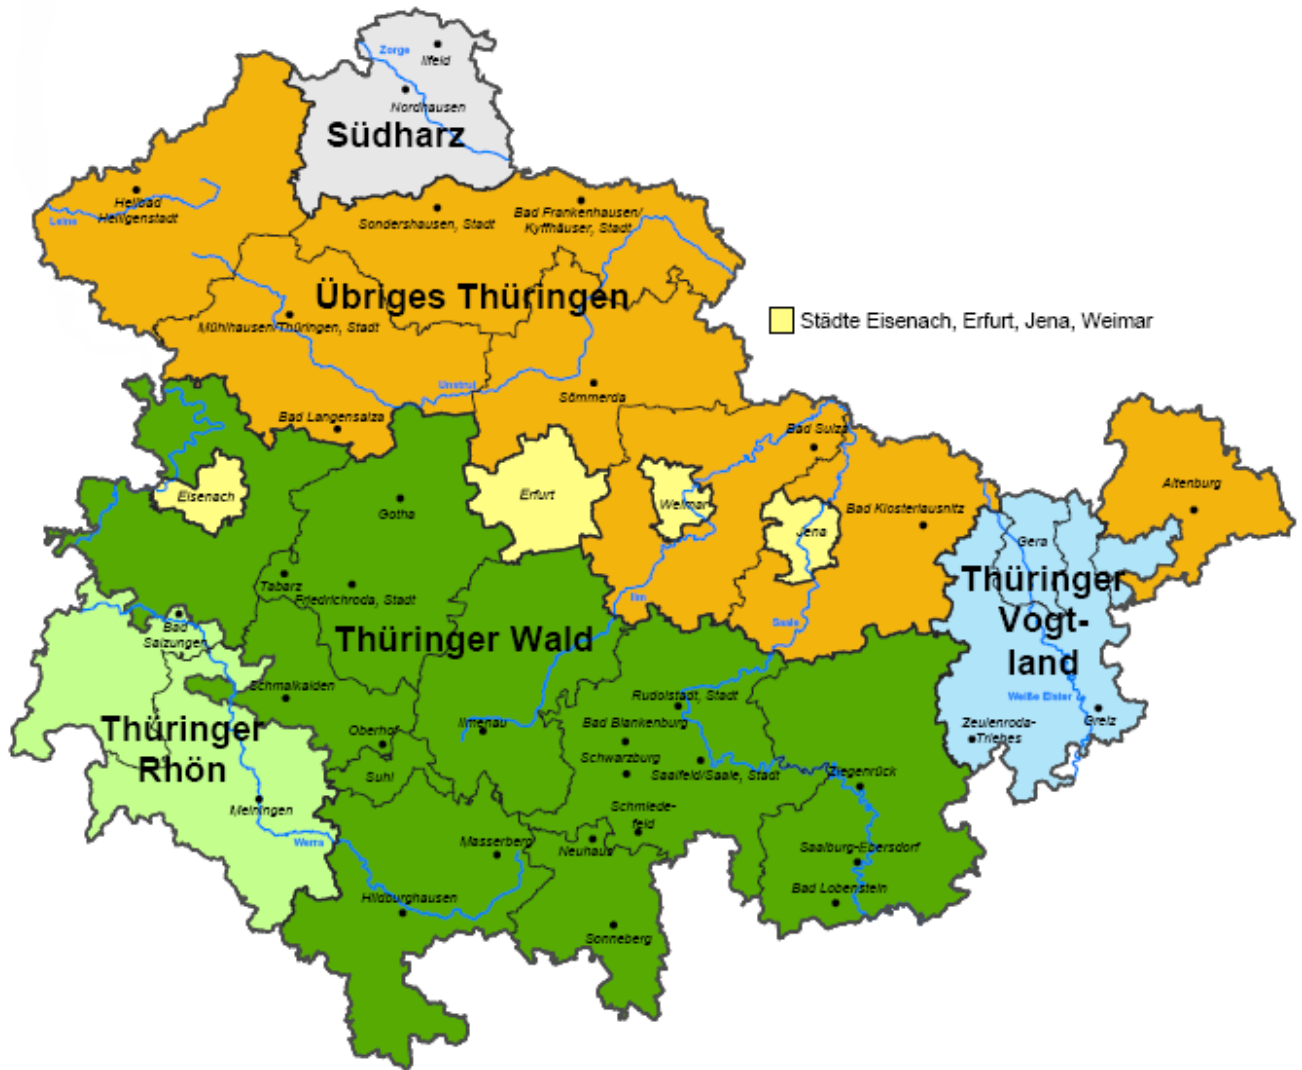 Zorge
Ilfeld
Nordhausen
Südharz
Heilbad
Heiligenstadt
Leine
Sondershausen, Stadt
Bad Frankenhausen/
Kyffhäuser, Stadt
Übriges Thüringen
Mühlhausen/Thüringen, Stadt
Städte Eisenach, Erfurt, Jena, Weimar
Unstrut
Sömmerda
Bad Langensalza
Bad Sulza
Eisenach
Erfurt
Weimar
Jena
Bad Klosterlausnitz
Altenburg
Gotha
Gera
Tabarz
Friedrichroda, Stadt
Ilm
Saale
Thüringer
Vogt-
land
Bad
Salzungen
Thüringer Wald
Schmalkalden
Rudolstadt, Stadt
Weiße Elster
Greiz
Zeulenroda-
Triebes
Thüringer
Rhön
Oberhof
Ilmenau
Bad Blankenburg
Schwarzburg
Saalfeld/Saale, Stadt
Suhl
Ziegenrück
Meiningen
Schmiede-
feld
Werra
Masserberg
Neuhaus
Saalburg-Ebersdorf
Hildburghausen
Bad Lobenstein
Sonneberg